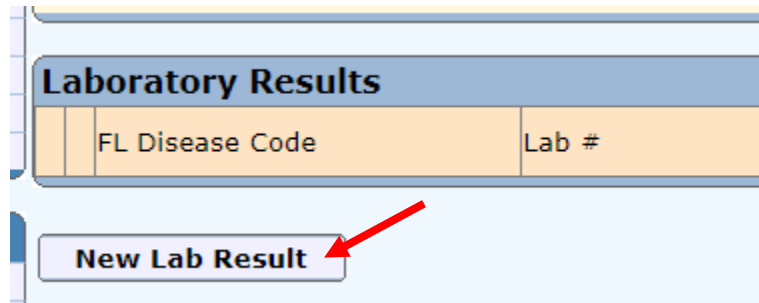 Laboratory Results
FL Disease Code Lab #
New Lab Result